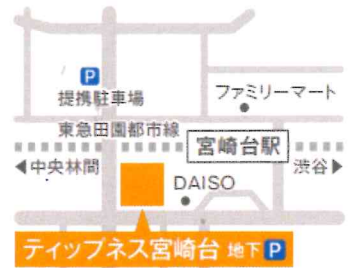 P
提携駐車場
ファミリーマート
東急田園都市線
宮崎台駅
◀中央林間
渋谷▶
DAISO
ティップネス宮崎台 地下 P